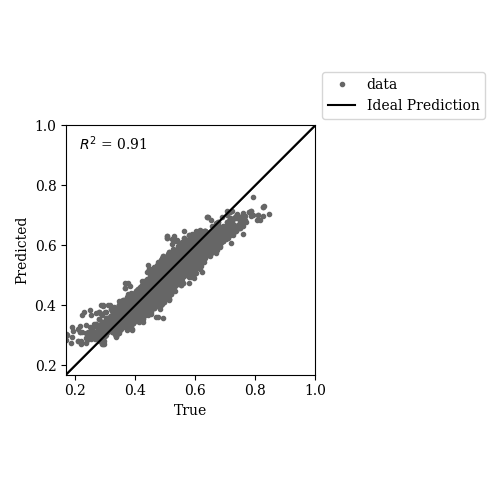 data
Ideal Prediction
R² = 0.91
Predicted
1.0
0.8
0.6
0.4
0.2
0.2 0.4 0.6 0.8 1.0
True